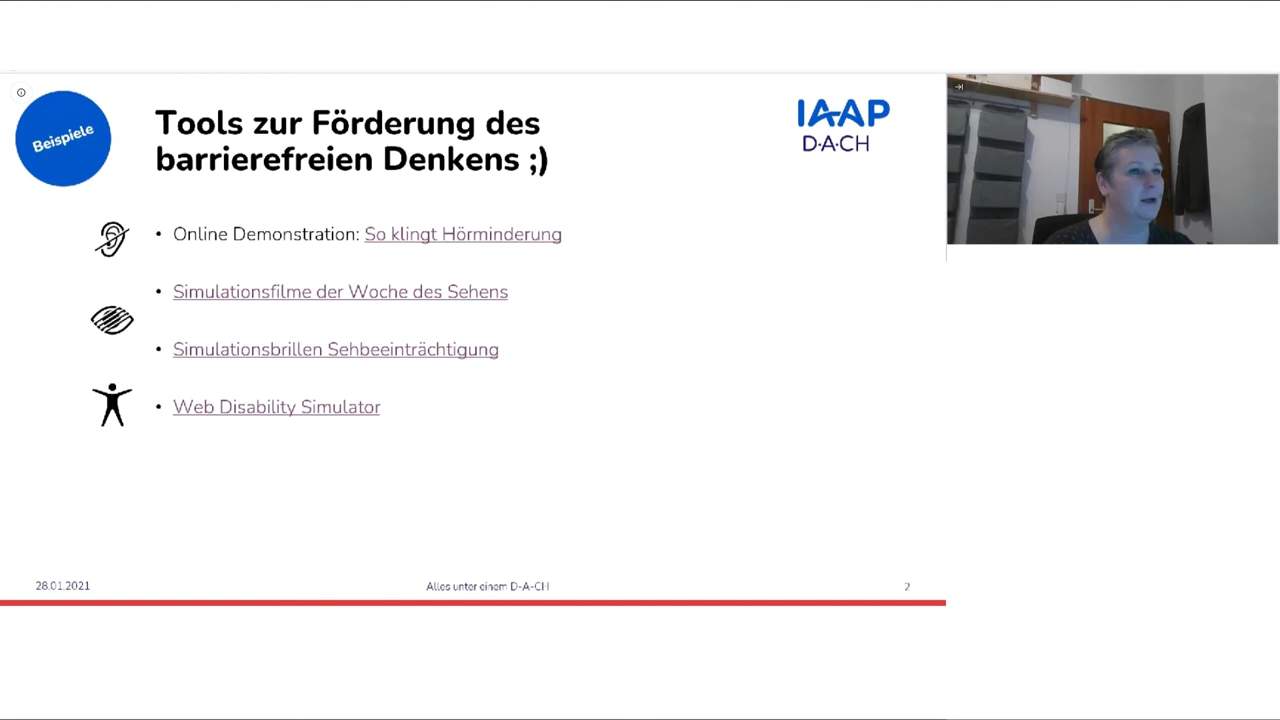 Beispiele
Tools zur Förderung des
barrierefreien Denkens ;)
IAAP
D·A·CH
• Online Demonstration: So klingt Hörminderung
• Simulationsfilme der Woche des Sehens
• Simulationsbrillen Sehbeeinträchtigung
• Web Disability Simulator
28.01.2021
Alles unter einem D-A-CH
2